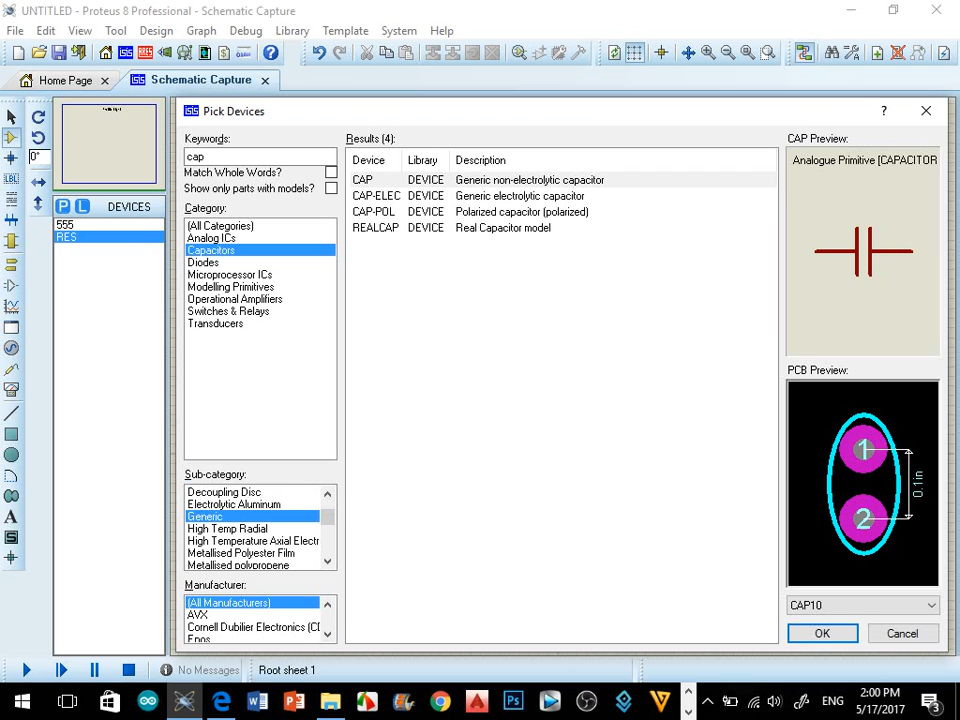 UNTITLED - Proteus 8 Professional - Schematic Capture
File Edit View Tool Design Graph Debug Library Template System Help
Home Page
Schematic Capture
0°
LBL
P L DEVICES
555
RES
A
S
Pick Devices
?
Keywords:
cap
Match Whole Words?
Show only parts with models?
Category:
(All Categories)
Analog ICs
Capacitors
Diodes
Microprocessor ICs
Modelling Primitives
Operational Amplifiers
Switches & Relays
Transducers
Sub-category:
Decoupling Disc
Electrolytic Aluminum
Generic
High Temp Radial
High Temperature Axial Electr
Metallised Polyester Film
Metallised polypropene
Manufacturer:
(All Manufacturers)
AVX
Cornell Dubilier Electronics (CD
Epos
Results (4):
Device Library Description
CAP DEVICE Generic non-electrolytic capacitor
CAP-ELEC DEVICE Generic electrolytic capacitor
CAP-POL DEVICE Polarized capacitor (polarized)
REALCAP DEVICE Real Capacitor model
CAP Preview:
Analogue Primitive [CAPACITOR
PCB Preview:
1
2
0.1in
CAP10
OK Cancel
No Messages Root sheet 1
ENG
2:00 PM
5/17/2017
3